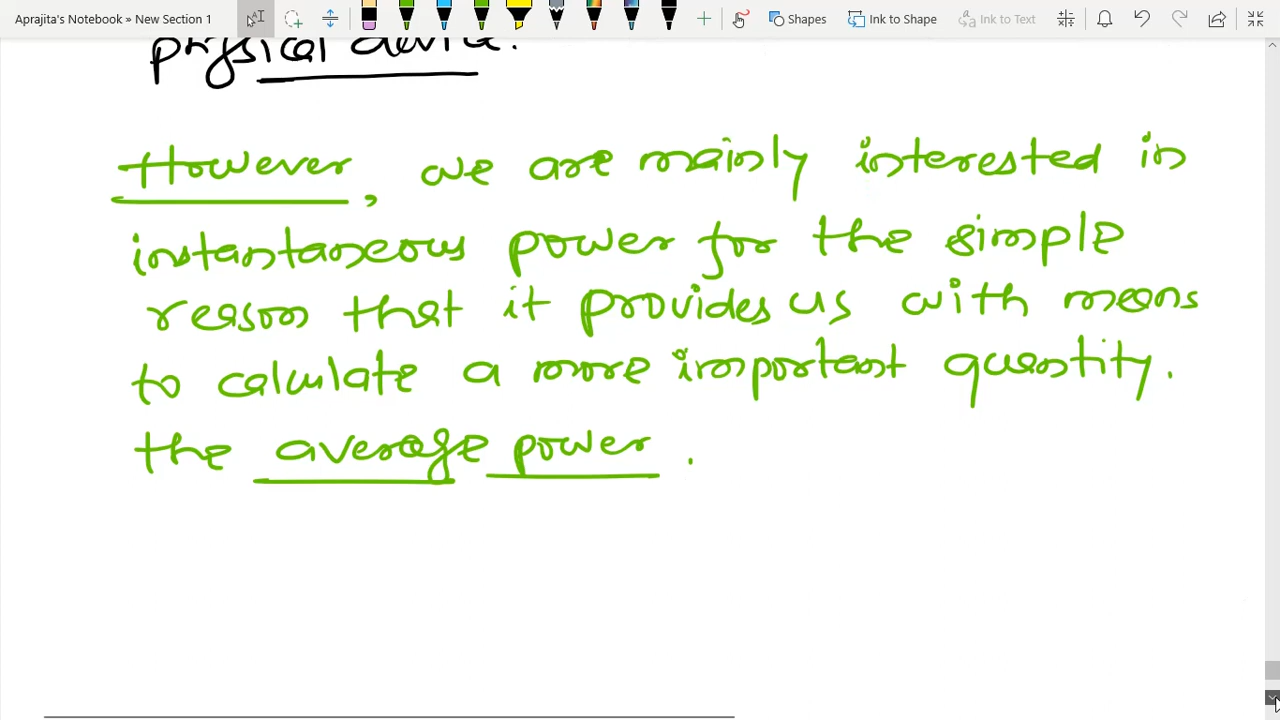 Aprajita's Notebook » New Section 1
Shapes Ink to Shape Ink to Text
physical device.
However, we are mainly interested in
instantaneous power for the simple
reason that it provides us with means
to calculate a more important quantity.
the average power.